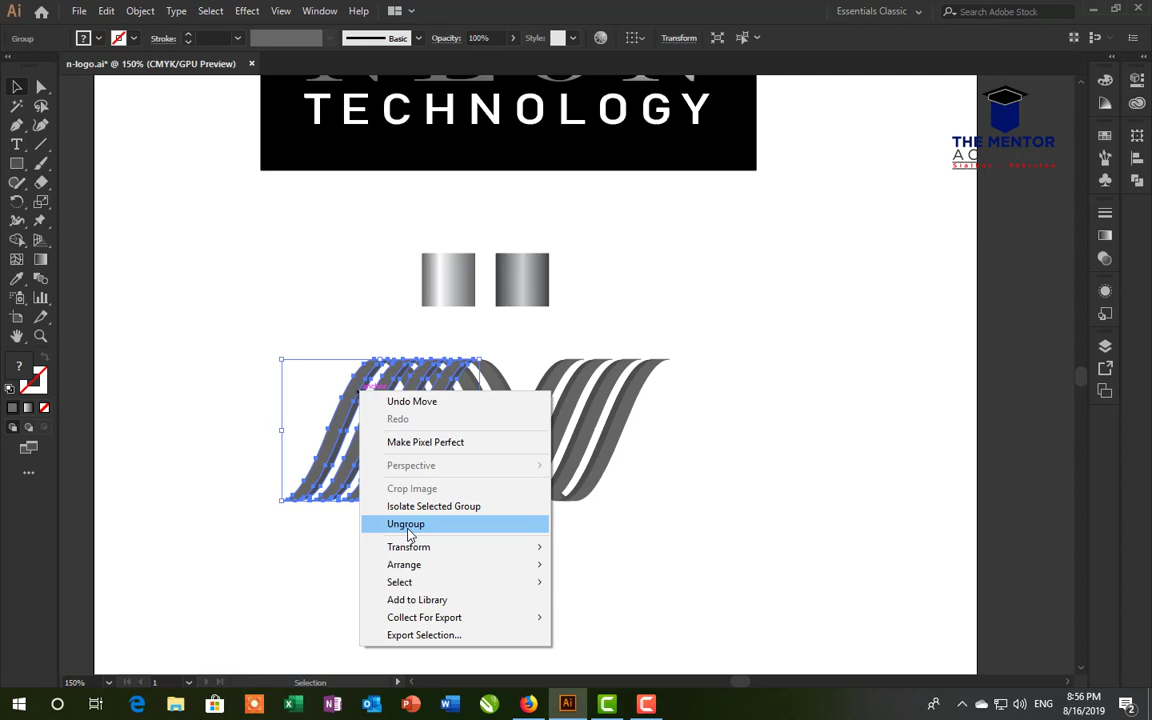 Ai File Edit Object Type Select Effect View Window Help Essentials Classic Search Adobe Stock
Group Stroke: Basic Opacity: 100% Style: Transform
n-logo.ai* @ 150% (CMYK/GPU Preview)
NEON
TECHNOLOGY
THE MENTOR
Undo Move
Redo
Make Pixel Perfect
Perspective
Crop Image
Isolate Selected Group
Ungroup
Transform
Arrange
Select
Add to Library
Collect For Export
Export Selection...
150% 1 Selection
ENG
8:56 PM
8/16/2019
2